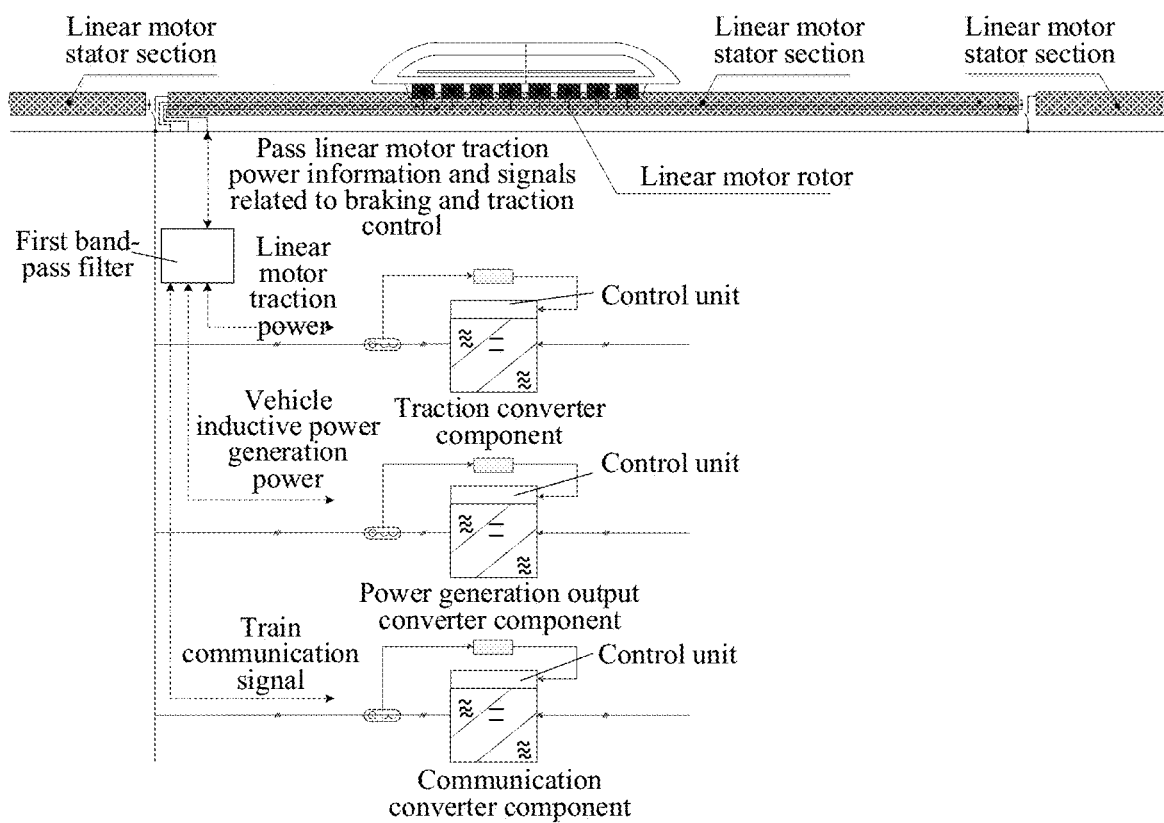 Linear motor
stator section
Linear motor
stator section
Linear motor
stator section
Pass linear motor traction
power information and signals
related to braking and traction
control
Linear motor rotor
First band-
pass filter
Linear
motor
traction
power
Control unit
Traction converter
component
Vehicle
inductive power
generation
power
Control unit
Power generation output
converter component
Train
communication
signal
Control unit
Communication
converter component